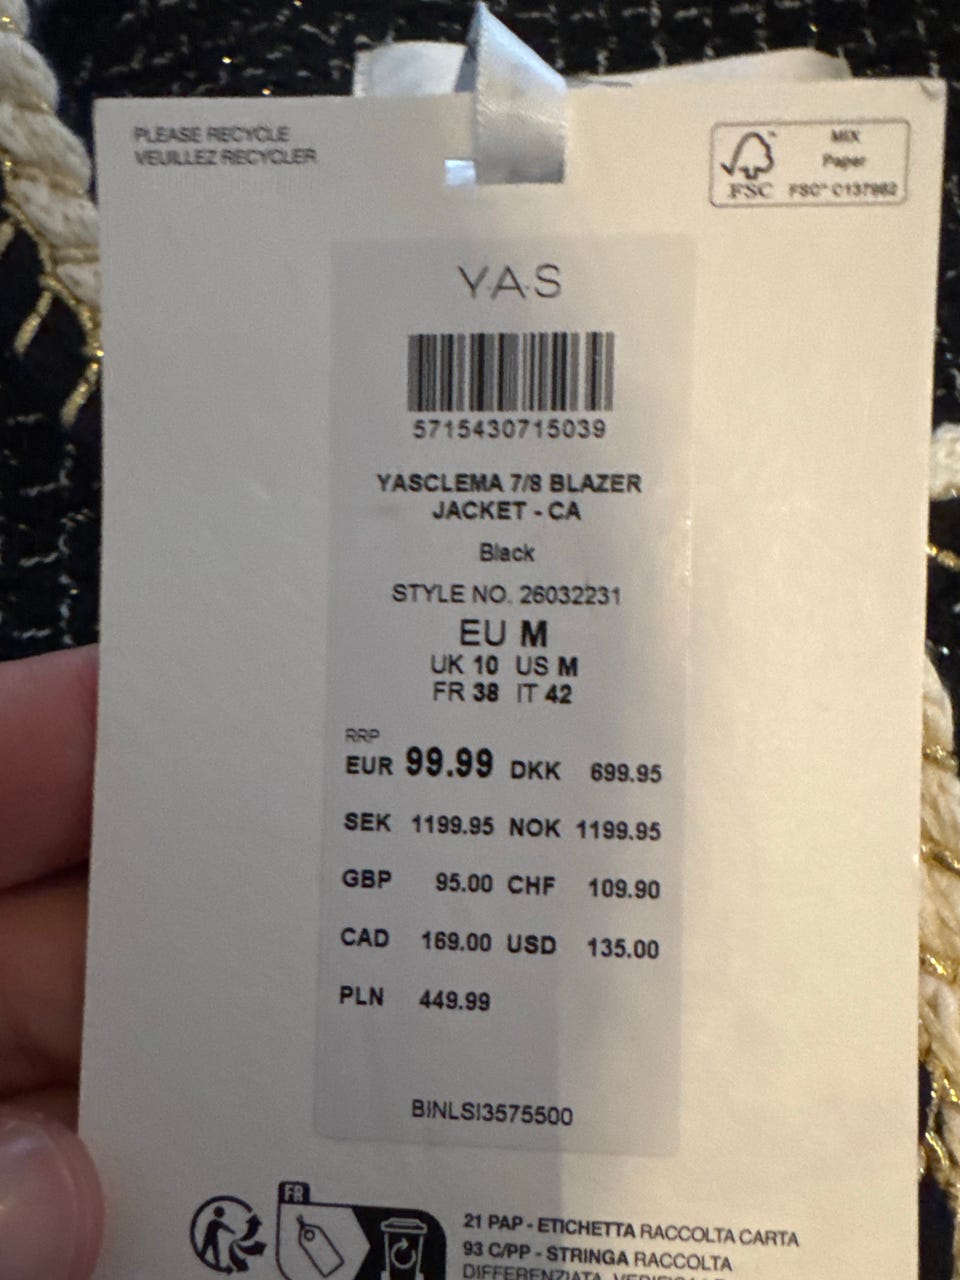 PLEASE RECYCLE
VEUILLEZ RECYCLER
MIX
Paper
FSC
FSC™ C137982
Y.A.S
5715430715039
YASCLEMA 7/8 BLAZER
JACKET - CA
Black
STYLE NO. 26032231
EU M
UK 10 US M
FR 38 IT 42
RRP
EUR 99.99 DKK 699.95
SEK 1199.95 NOK 1199.95
GBP 95.00 CHF 109.90
CAD 169.00 USD 135.00
PLN 449.99
BINLSI3575500
FR
21 PAP - ETICHETTA RACCOLTA CARTA
93 C/PP - STRINGA RACCOLTA
DIFFERENZIATA.